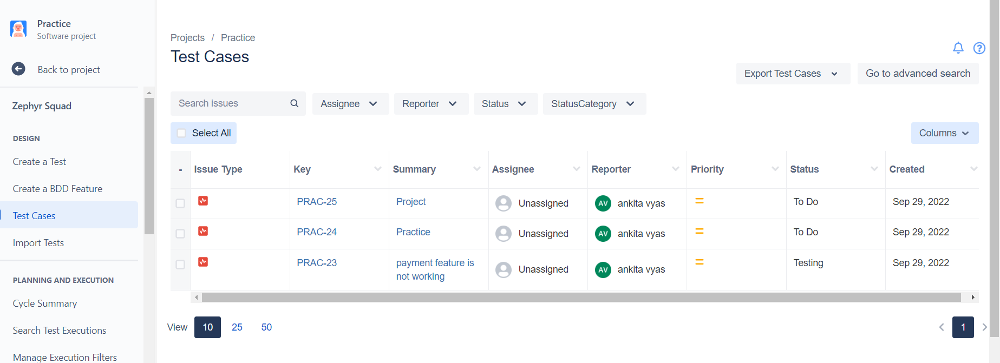 Practice
Software project
Back to project
Zephyr Squad
DESIGN
Create a Test
Create a BDD Feature
Test Cases
Import Tests
PLANNING AND EXECUTION
Cycle Summary
Search Test Executions
Manage Execution Filters
Projects / Practice
Test Cases
Export Test Cases Go to advanced search
Search issues Assignee Reporter Status StatusCategory
Select All Columns
- Issue Type Key Summary Assignee Reporter Priority Status Created
PRAC-25 Project Unassigned AV ankita vyas To Do Sep 29, 2022
PRAC-24 Practice Unassigned AV ankita vyas To Do Sep 29, 2022
PRAC-23 payment feature is Unassigned AV ankita vyas Testing Sep 29, 2022
not working
View 10 25 50 1